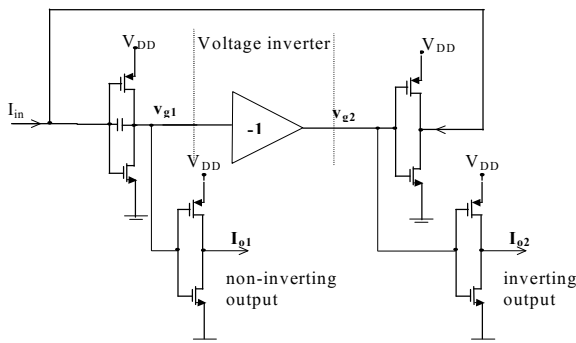 V_DD
Voltage inverter
V_DD
I_in
v_g1
-1
v_g2
V_DD
V_DD
I_o1
I_o2
non-inverting
output
inverting
output